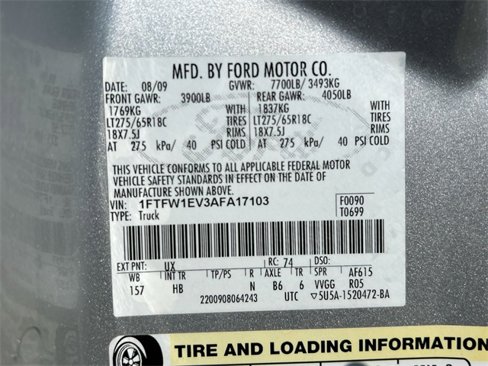 MFD. BY FORD MOTOR CO.
DATE: 08/09 GVWR: 7700LB/ 3493KG
FRONT GAWR: 3900LB REAR GAWR: 4050LB
1769KG WITH 1837KG WITH
LT275/65R18C TIRES LT275/65R18C TIRES
18X7.5J RIMS 18X7.5J RIMS
AT 275 kPa/ 40 PSI COLD AT 275 kPa/ 40 PSI COLD
THIS VEHICLE CONFORMS TO ALL APPLICABLE FEDERAL MOTOR
VEHICLE SAFETY STANDARDS IN EFFECT ON THE DATE OF
MANUFACTURE SHOWN ABOVE.
VIN: 1FTFW1EV3AFA17103 F0090
TYPE: Truck T0699
EXT PNT: UX RC: 74 DSO:
WB INT TR TP/PS R AXLE TR SPR AF615
157 HB N B6 6 VVGG R05
2200908064243 UTC ▽5U5A-1520472-BA
TIRE AND LOADING INFORMATION